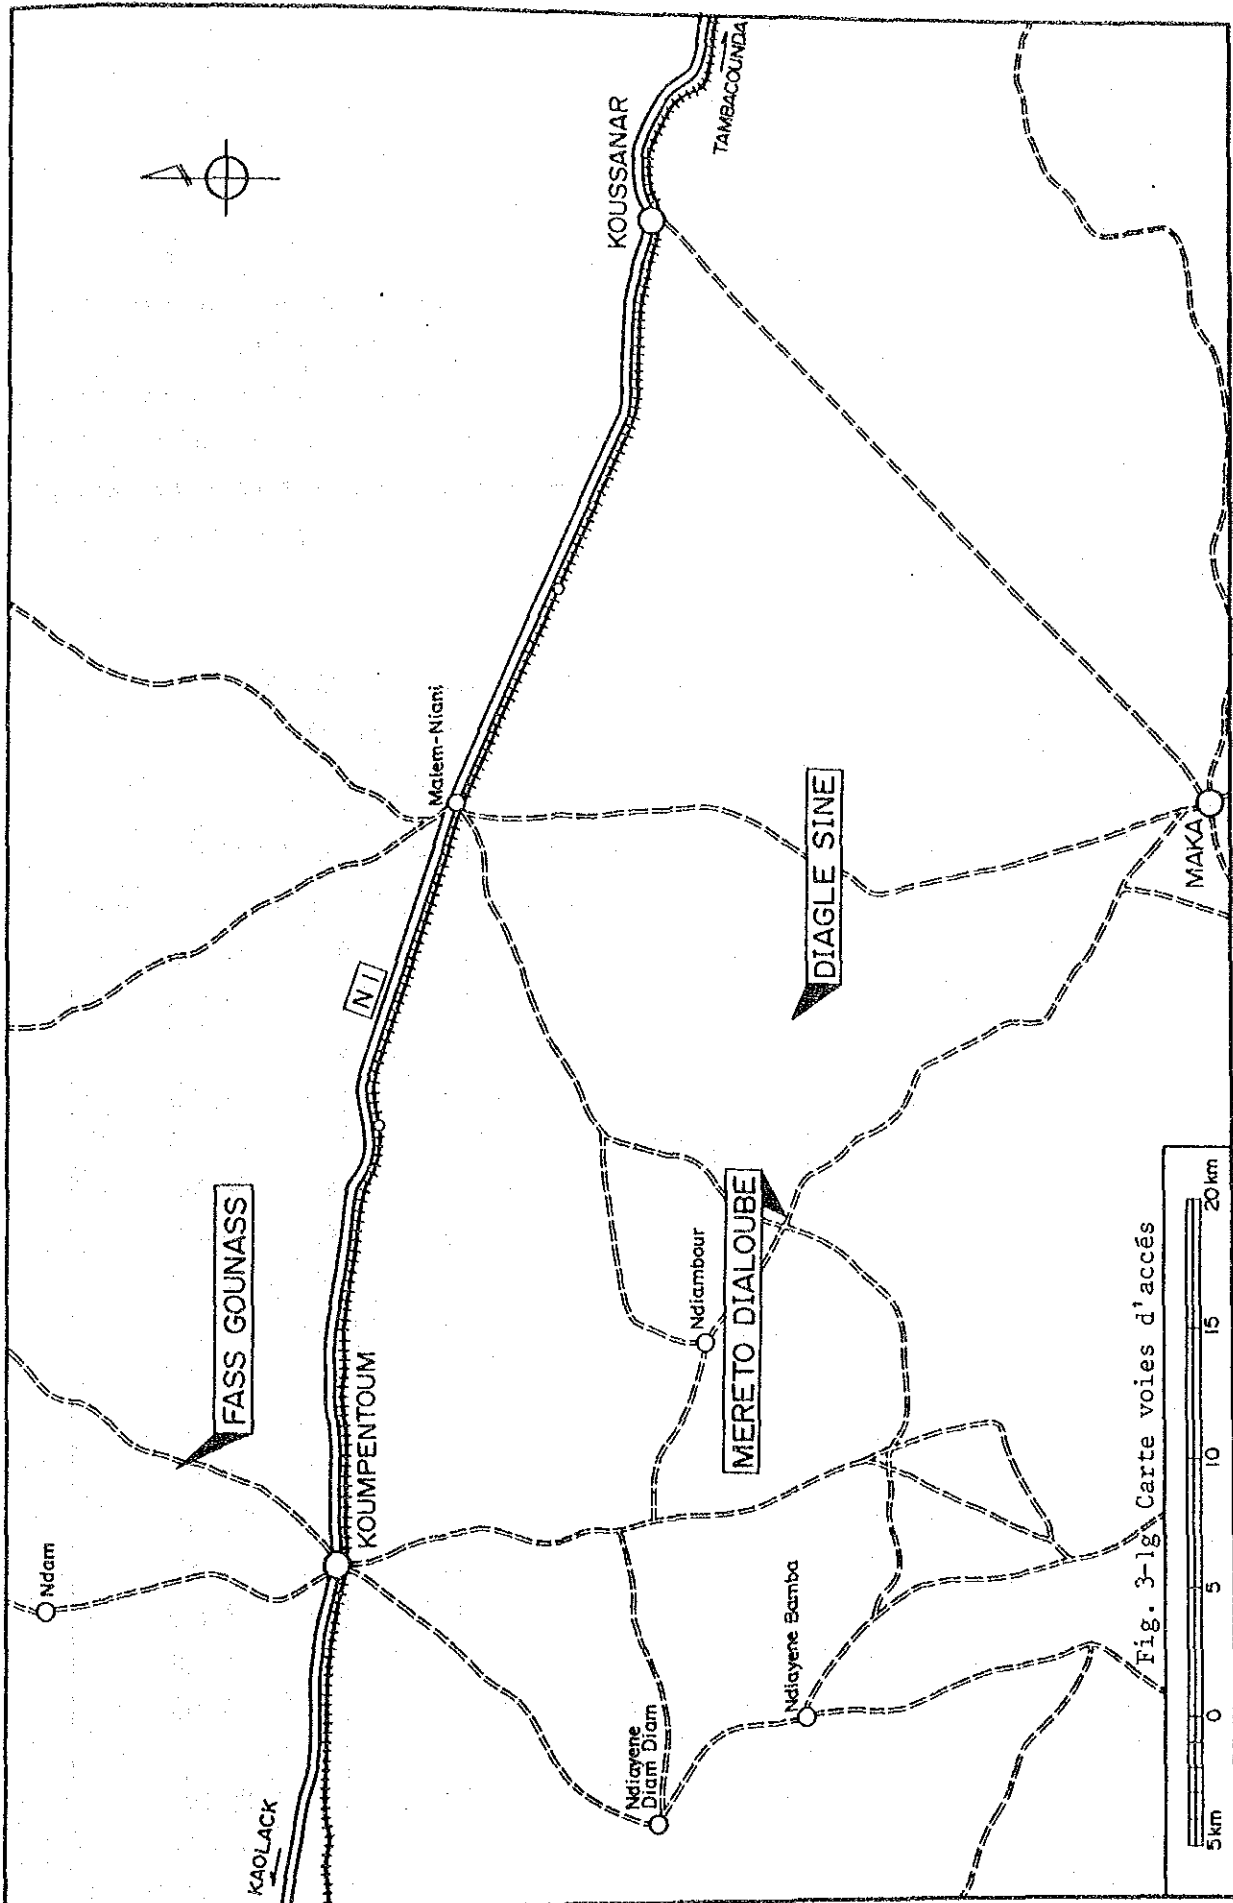 KAOLACK
Ndam
FASS GOUNASS
KOUMPENTOUM
N 1
Malem-Niani
KOUSSANAR
TAMBACOUNDA
Ndiayene
Diam Diam
Ndiambour
MERETO DIALOUBE
DIAGLE SINE
Ndiayene Bamba
MAKA
Fig. 3-1g Carte voies d'accés
5km 0 5 10 15 20km